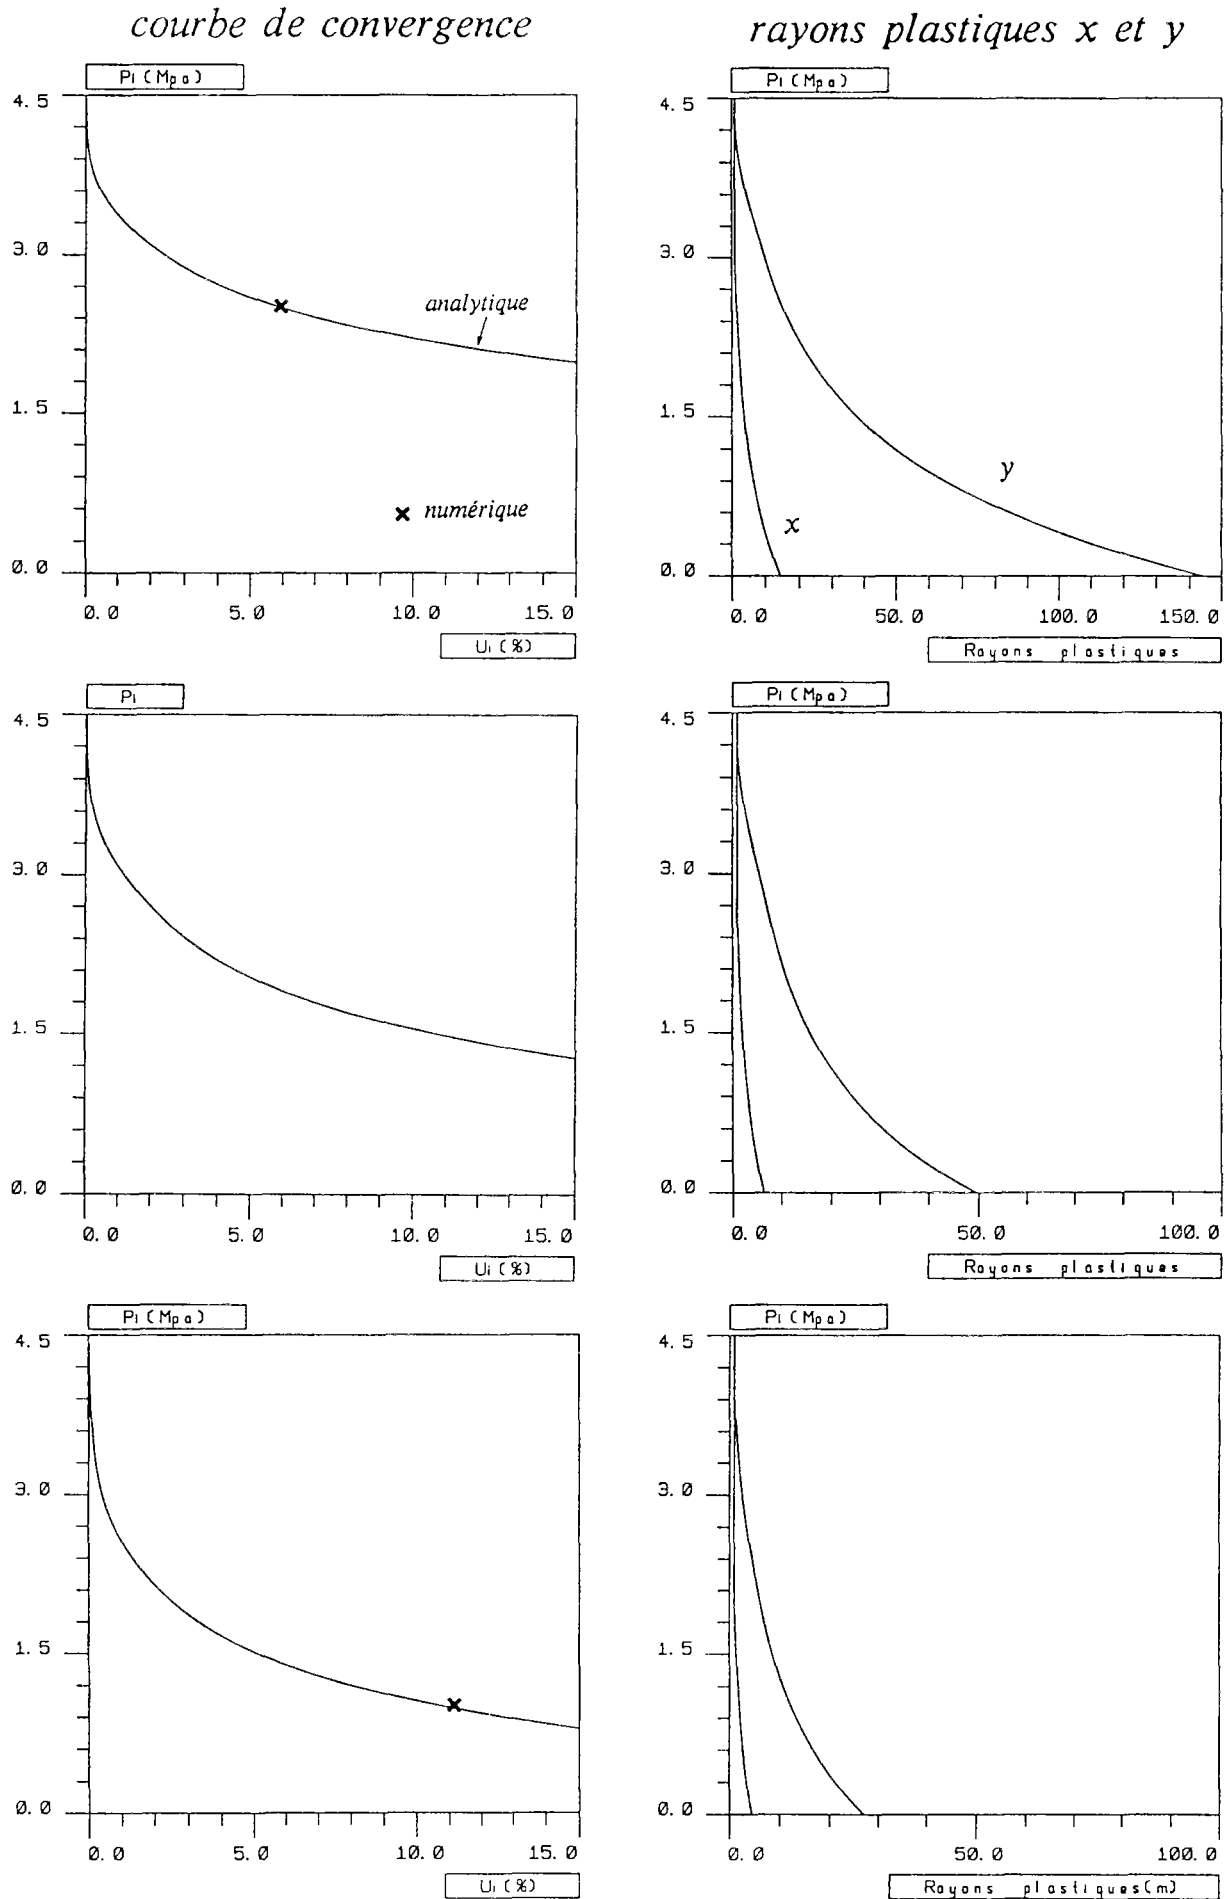 courbe de convergence
rayons plastiques x et y
Pi (Mpa)
4.5
3.0
1.5
0.0
analytique
numérique
0.0 5.0 10.0 15.0
Ui (%)
Pi (Mpa)
4.5
3.0
1.5
0.0
y
x
0.0 50.0 100.0 150.0
Rayons plastiques
Pi
4.5
3.0
1.5
0.0
0.0 5.0 10.0 15.0
Ui (%)
Pi (Mpa)
4.5
3.0
1.5
0.0
0.0 50.0 100.0
Rayons plastiques
Pi (Mpa)
4.5
3.0
1.5
0.0
0.0 5.0 10.0 15.0
Ui (%)
Pi (Mpa)
4.5
3.0
1.5
0.0
0.0 50.0 100.0
Rayons plastiques(m)